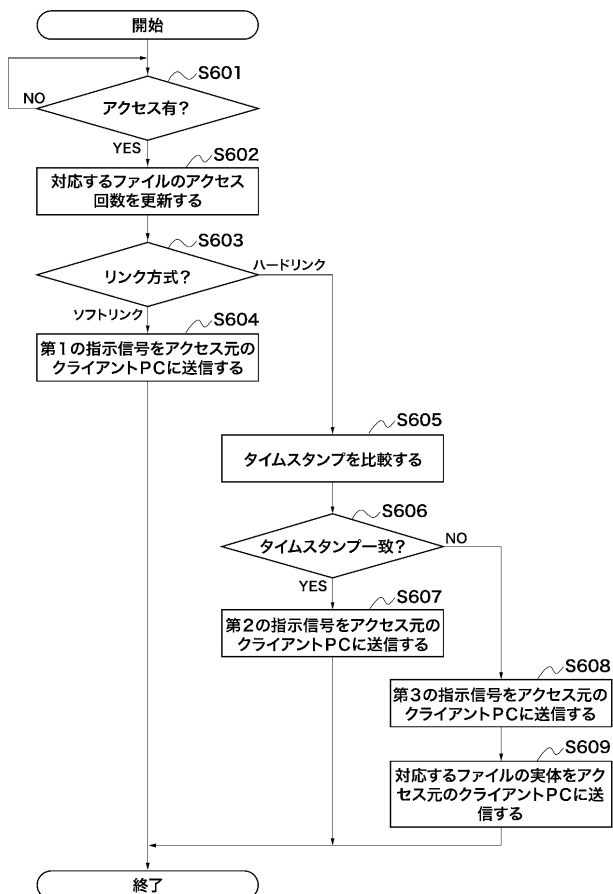 開始
S601
NO
アクセス有?
YES
S602
対応するファイルのアクセス
回数を更新する
S603
リンク方式?
ハードリンク
ソフトリンク
S604
第1の指示信号をアクセス元の
クライアントPCに送信する
S605
タイムスタンプを比較する
S606
タイムスタンプ一致?
NO
YES
S607
第2の指示信号をアクセス元の
クライアントPCに送信する
S608
第3の指示信号をアクセス元の
クライアントPCに送信する
S609
対応するファイルの実体をアク
セス元のクライアントPCに送
信する
終了